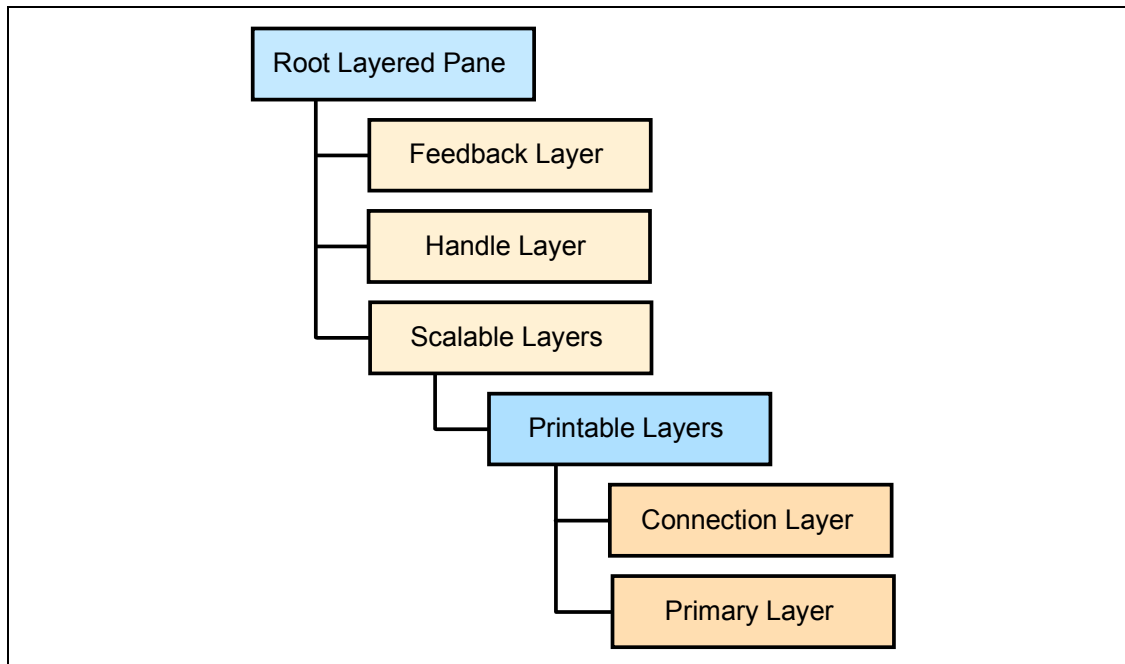 Root Layered Pane
Feedback Layer
Handle Layer
Scalable Layers
Printable Layers
Connection Layer
Primary Layer